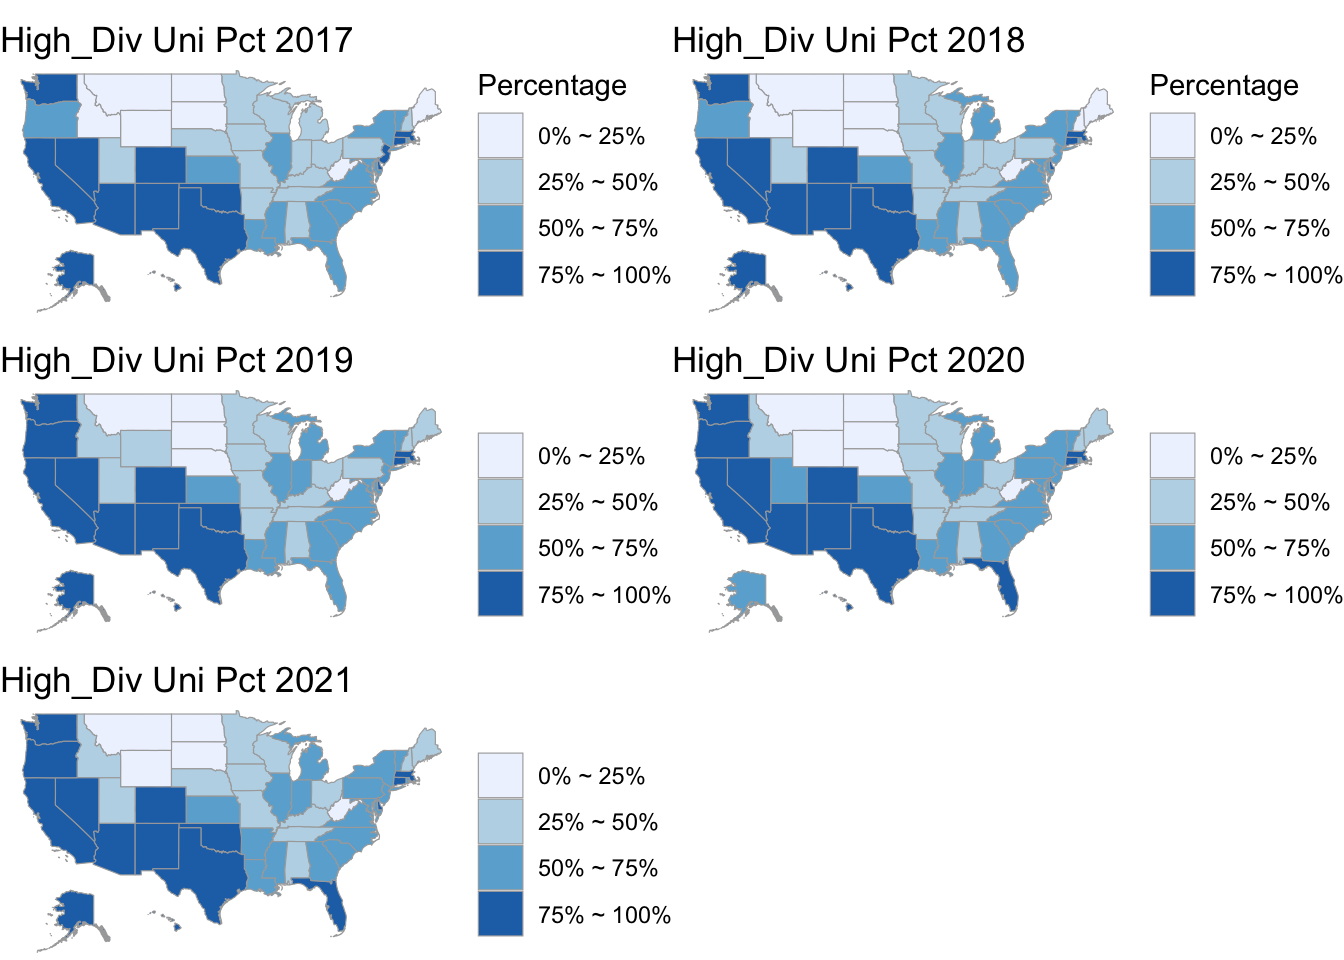 High_Div Uni Pct 2017
Percentage
0% ~ 25%
25% ~ 50%
50% ~ 75%
75% ~ 100%
High_Div Uni Pct 2018
Percentage
0% ~ 25%
25% ~ 50%
50% ~ 75%
75% ~ 100%
High_Div Uni Pct 2019
0% ~ 25%
25% ~ 50%
50% ~ 75%
75% ~ 100%
High_Div Uni Pct 2020
0% ~ 25%
25% ~ 50%
50% ~ 75%
75% ~ 100%
High_Div Uni Pct 2021
0% ~ 25%
25% ~ 50%
50% ~ 75%
75% ~ 100%